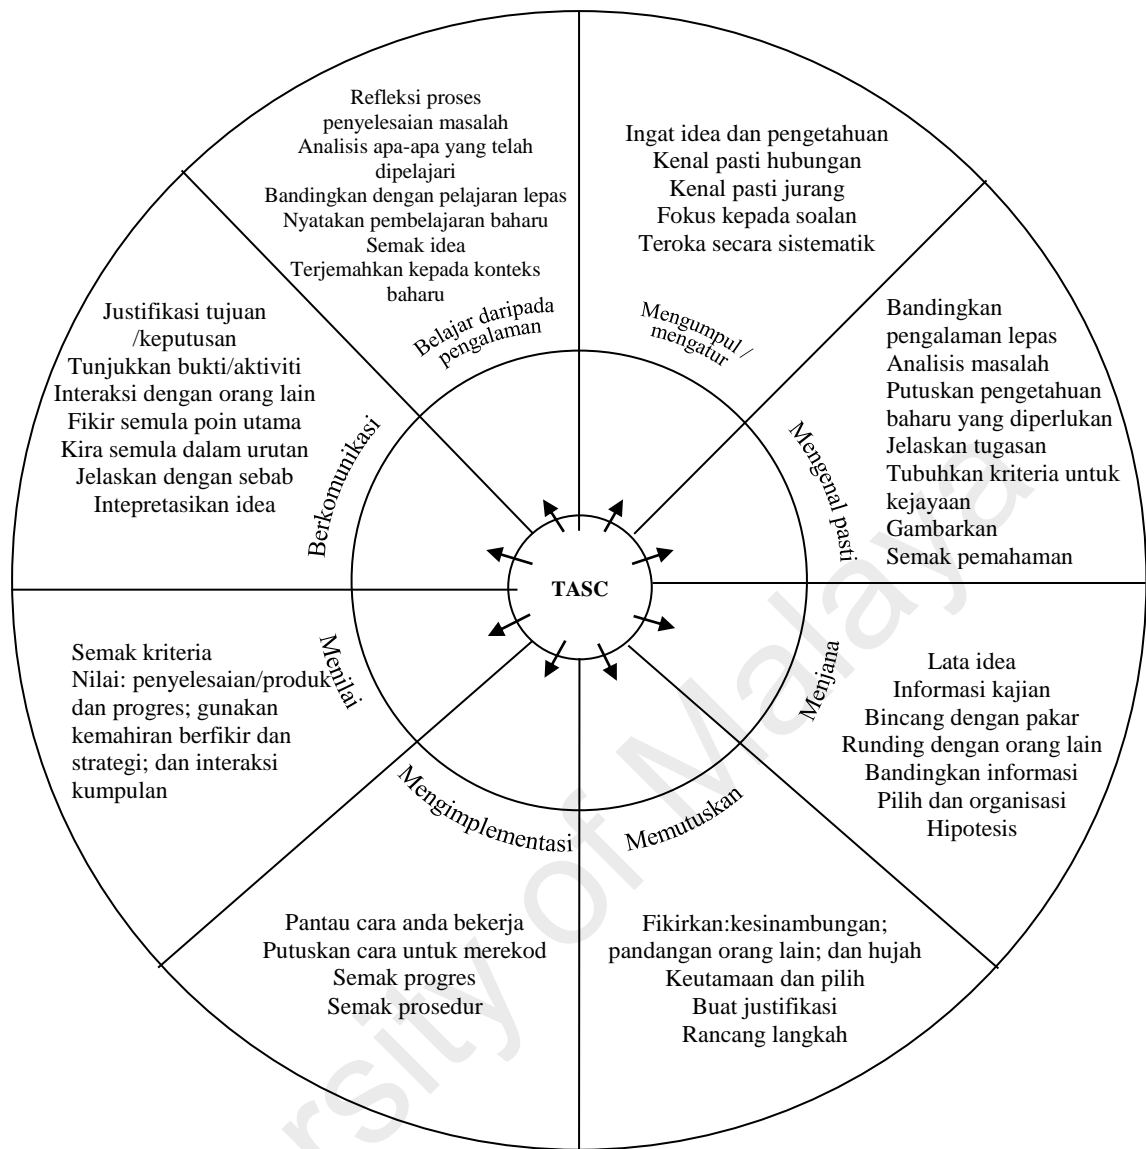 Refleksi proses
penyelesaian masalah
Analisis apa-apa yang telah
dipelajari
Bandingkan dengan pelajaran lepas
Nyatakan pembelajaran baharu
Semak idea
Terjemahkan kepada konteks
baharu
Belajar daripada
pengalaman
Ingat idea dan pengetahuan
Kenal pasti hubungan
Kenal pasti jurang
Fokus kepada soalan
Teroka secara sistematik
Mengumpul /
mengatur
Bandingkan
pengalaman lepas
Analisis masalah
Putuskan pengetahuan
baharu yang diperlukan
Jelaskan tugasan
Tubuhkan kriteria untuk
kejayaan
Gambarkan
Semak pemahaman
Mengenal pasti
Lata idea
Informasi kajian
Bincang dengan pakar
Runding dengan orang lain
Bandingkan informasi
Pilih dan organisasi
Hipotesis
Menjana
Fikirkan:kesinambungan;
pandangan orang lain; dan hujah
Keutamaan dan pilih
Buat justifikasi
Rancang langkah
Memutuskan
Pantau cara anda bekerja
Putuskan cara untuk merekod
Semak progres
Semak prosedur
Mengimplementasi
Semak kriteria
Nilai: penyelesaian/produk
dan progres; gunakan
kemahiran berfikir dan
strategi; dan interaksi
kumpulan
Menilai
Justifikasi tujuan
/keputusan
Tunjukkan bukti/aktiviti
Interaksi dengan orang lain
Fikir semula poin utama
Kira semula dalam urutan
Jelaskan dengan sebab
Intepretasikan idea
Berkomunikasi
TASC
rsity of Malaya